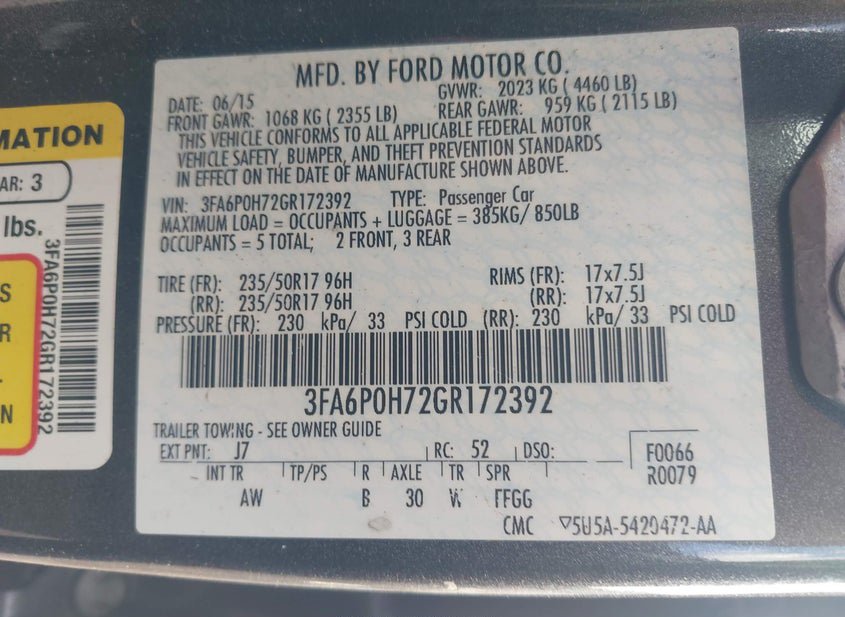 MATION
AR: 3
lbs.
S
R
.
N
3FA6P0H72GR172392
MFD. BY FORD MOTOR CO.
DATE: 06/15 GVWR: 2023 KG ( 4460 LB)
FRONT GAWR: 1068 KG ( 2355 LB) REAR GAWR: 959 KG ( 2115 LB)
THIS VEHICLE CONFORMS TO ALL APPLICABLE FEDERAL MOTOR
VEHICLE SAFETY, BUMPER, AND THEFT PREVENTION STANDARDS
IN EFFECT ON THE DATE OF MANUFACTURE SHOWN ABOVE.
VIN: 3FA6P0H72GR172392 TYPE: Passenger Car
MAXIMUM LOAD = OCCUPANTS + LUGGAGE = 385KG/ 850LB
OCCUPANTS = 5 TOTAL; 2 FRONT, 3 REAR
TIRE (FR): 235/50R17 96H RIMS (FR): 17x7.5J
(RR): 235/50R17 96H (RR): 17x7.5J
PRESSURE (FR): 230 kPa/ 33 PSI COLD (RR): 230 kPa/ 33 PSI COLD
3FA6P0H72GR172392
TRAILER TOWING - SEE OWNER GUIDE
EXT PNT: J7 RC: 52 DSO: F0066
R0079
INT TR TP/PS R AXLE TR SPR
AW B 30 W FFGG
CMC ▽5U5A-5420472-AA